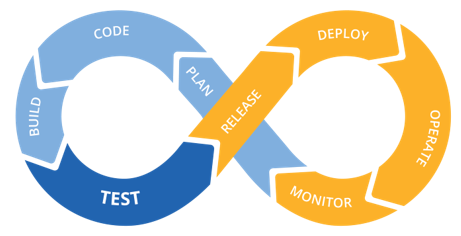 CODE
DEPLOY
PLAN
BUILD
RELEASE
OPERATE
TEST
MONITOR